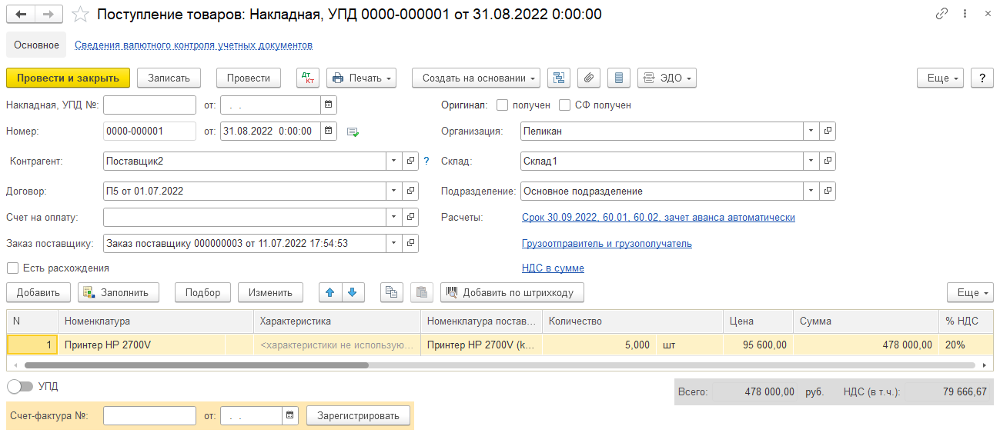 Поступление товаров: Накладная, УПД 0000-000001 от 31.08.2022 0:00:00
Основное Сведения валютного контроля учетных документов
Провести и закрыть Записать Провести Дт Кт Печать Создать на основании ЭДО Еще ?
Накладная, УПД №: от: . . Оригинал: получен СФ получен
Номер: 0000-000001 от: 31.08.2022 0:00:00 Организация: Пеликан
Контрагент: Поставщик2 ? Склад: Склад1
Договор: П5 от 01.07.2022 Подразделение: Основное подразделение
Счет на оплату: Расчеты: Срок 30.09.2022, 60.01, 60.02, зачет аванса автоматически
Заказ поставщику: Заказ поставщику 000000003 от 11.07.2022 17:54:53 Грузоотправитель и грузополучатель
Есть расхождения НДС в сумме
Добавить Заполнить Подбор Изменить Добавить по штрихкоду Еще
N Номенклатура Характеристика Номенклатура постав... Количество Цена Сумма % НДС
1 Принтер HP 2700V <характеристики не использую... Принтер HP 2700V (k... 5,000 шт 95 600,00 478 000,00 20%
УПД
Всего: 478 000,00 руб. НДС (в т.ч.): 79 666,67
Счет-фактура №: от: . . Зарегистрировать